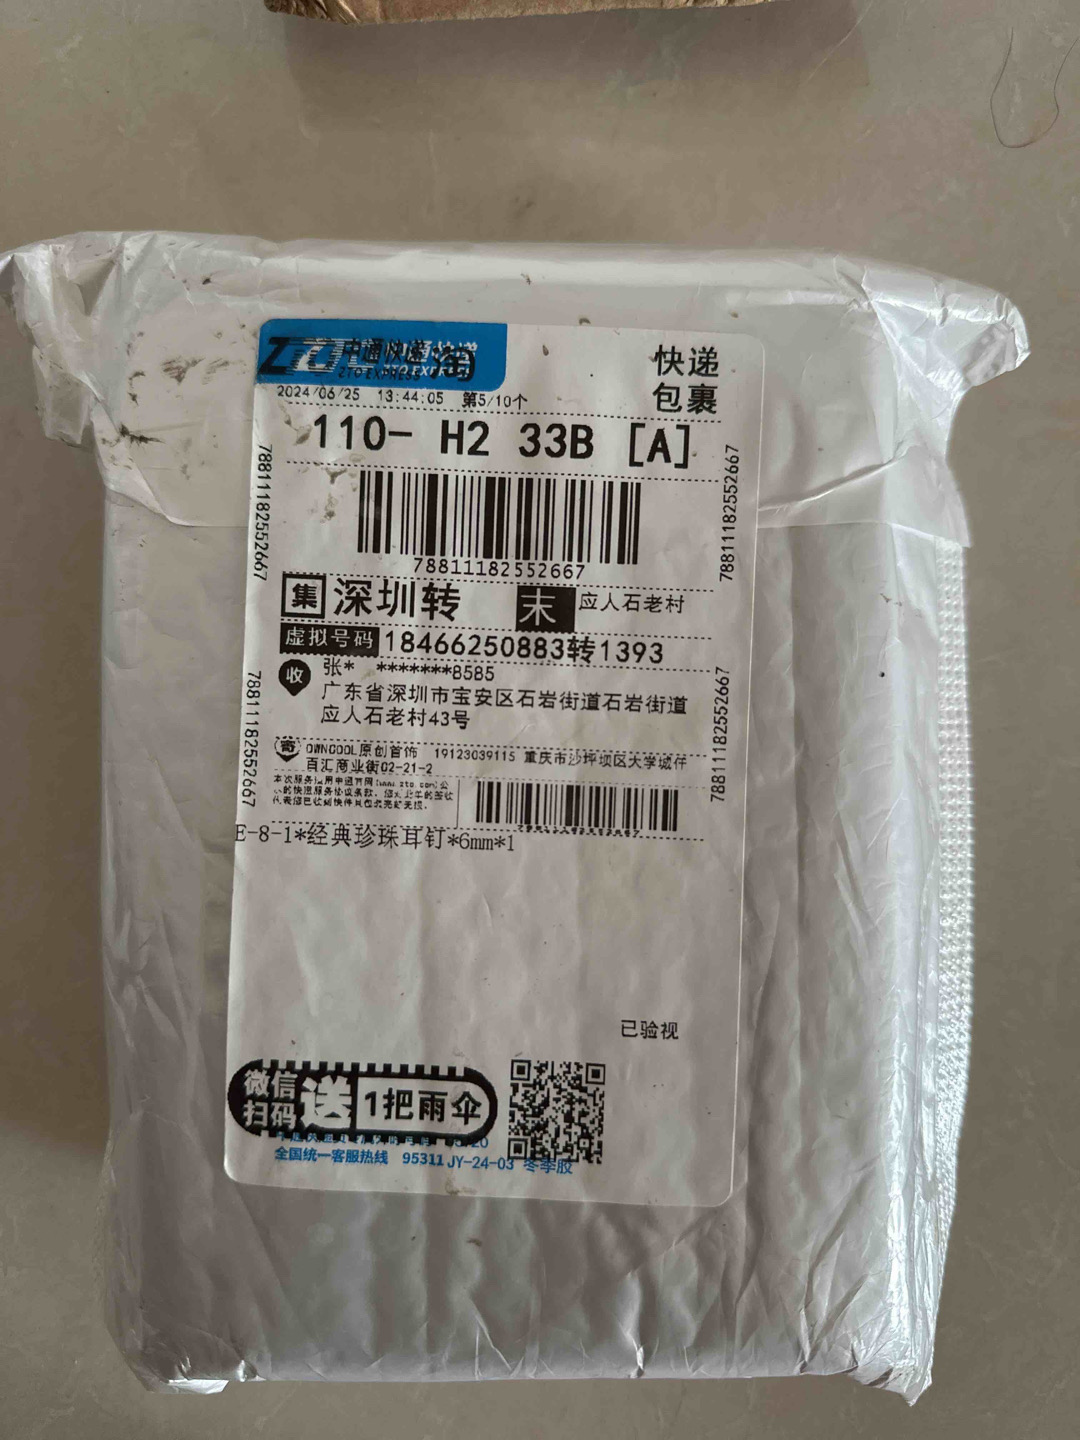 ZTO 中通快递 淘
ZTO EXPRESS
快递
包裹
2024/06/25 13:44:05 第5/10个
110- H2 33B [A]
78811182552667
78811182552667
78811182552667
集 深圳转 末 应人石老村
虚拟号码 18466250883转1393
收 张* *******8585
广东省深圳市宝安区石岩街道石岩街道
应人石老村43号
78811182552667
78811182552667
寄 OWNCOOL原创首饰 19123039115 重庆市沙坪坝区大学城仟
百汇商业街02-21-2
78811182552667
E-8-1*经典珍珠耳钉*6mm*1
已验视
微信
扫码
送 1把雨伞
全国统一客服热线 95311 JY-24-03 冬季胶